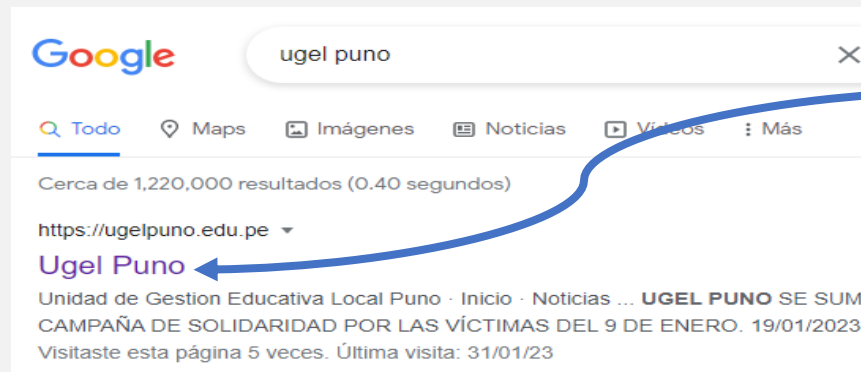 Google
ugel puno
Todo Maps Imágenes Noticias Vídeos Más
Cerca de 1,220,000 resultados (0.40 segundos)
https://ugelpuno.edu.pe
Ugel Puno
Unidad de Gestion Educativa Local Puno · Inicio · Noticias ... UGEL PUNO SE SUM
CAMPAÑA DE SOLIDARIDAD POR LAS VÍCTIMAS DEL 9 DE ENERO. 19/01/2023
Visitaste esta página 5 veces. Última visita: 31/01/23